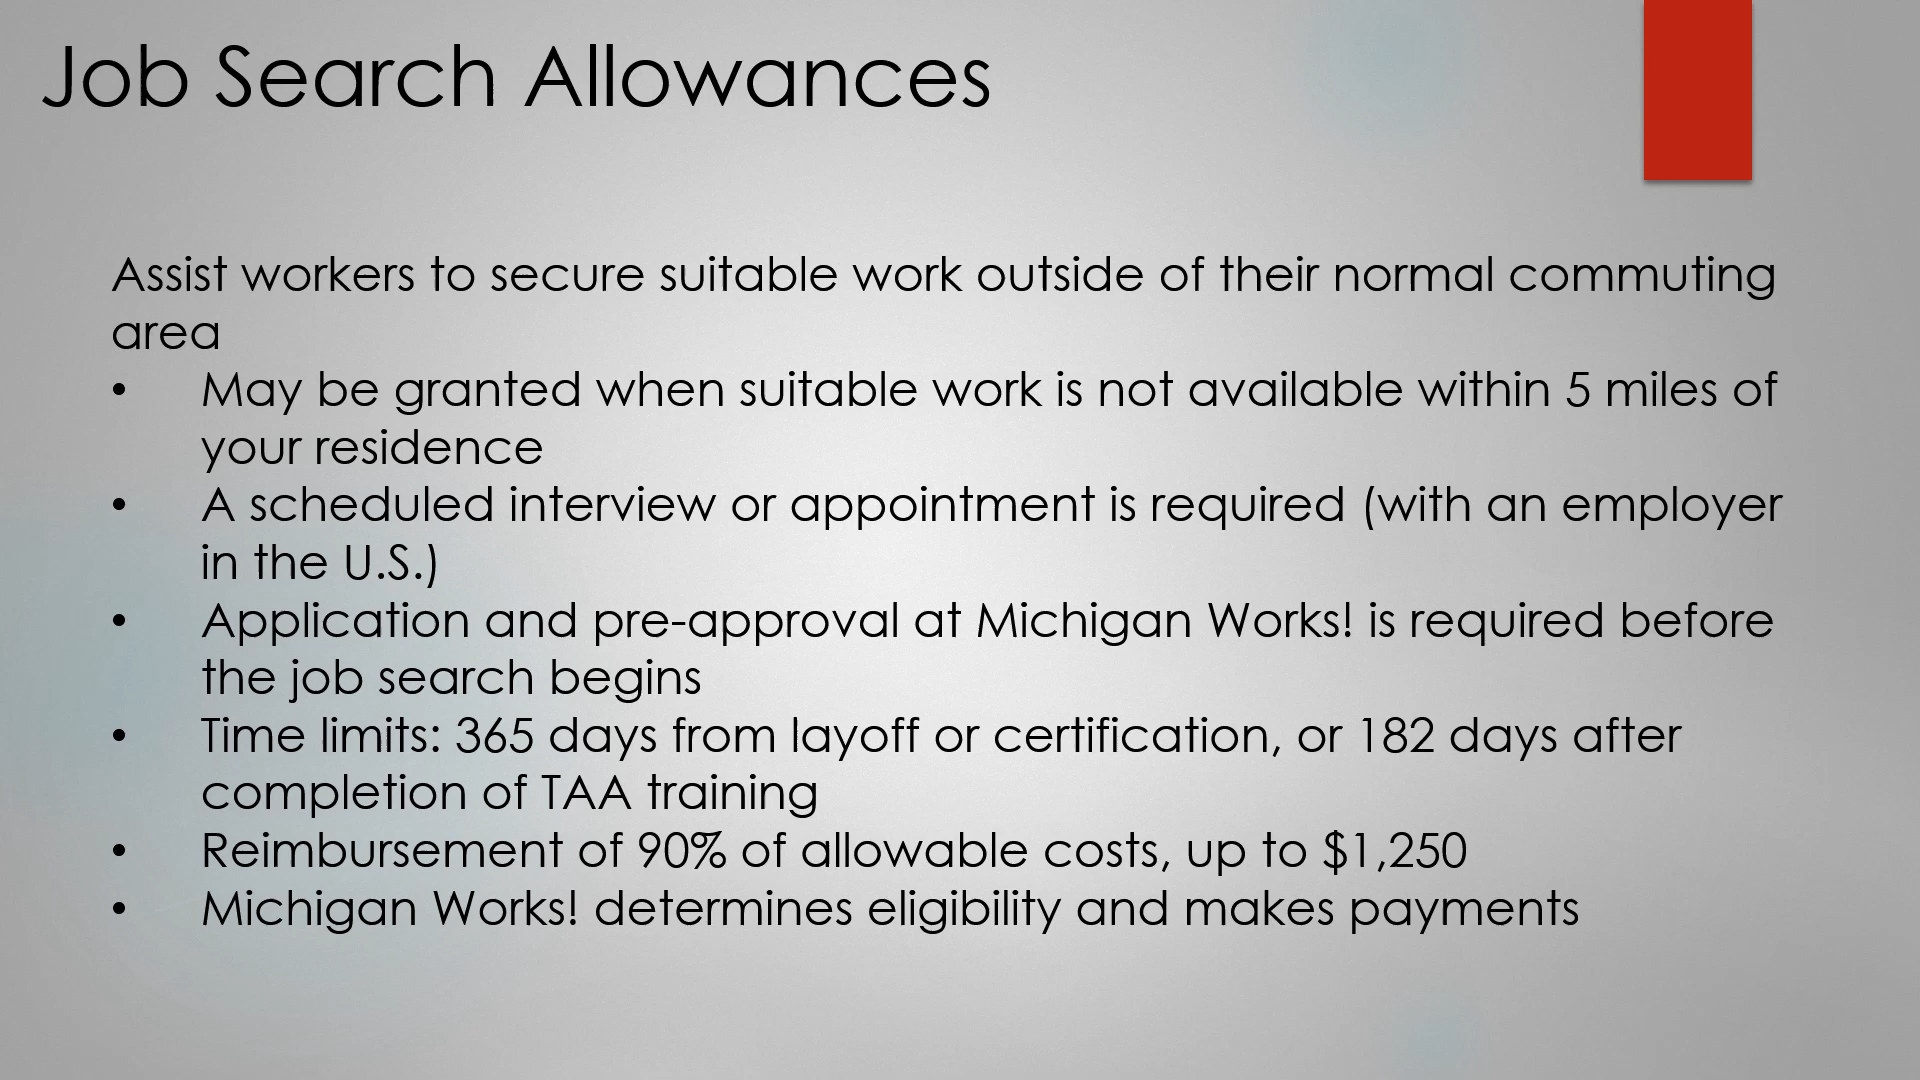 Job Search Allowances
Assist workers to secure suitable work outside of their normal commuting
area
• May be granted when suitable work is not available within 5 miles of
your residence
• A scheduled interview or appointment is required (with an employer
in the U.S.)
• Application and pre-approval at Michigan Works! is required before
the job search begins
• Time limits: 365 days from layoff or certification, or 182 days after
completion of TAA training
• Reimbursement of 90% of allowable costs, up to $1,250
• Michigan Works! determines eligibility and makes payments